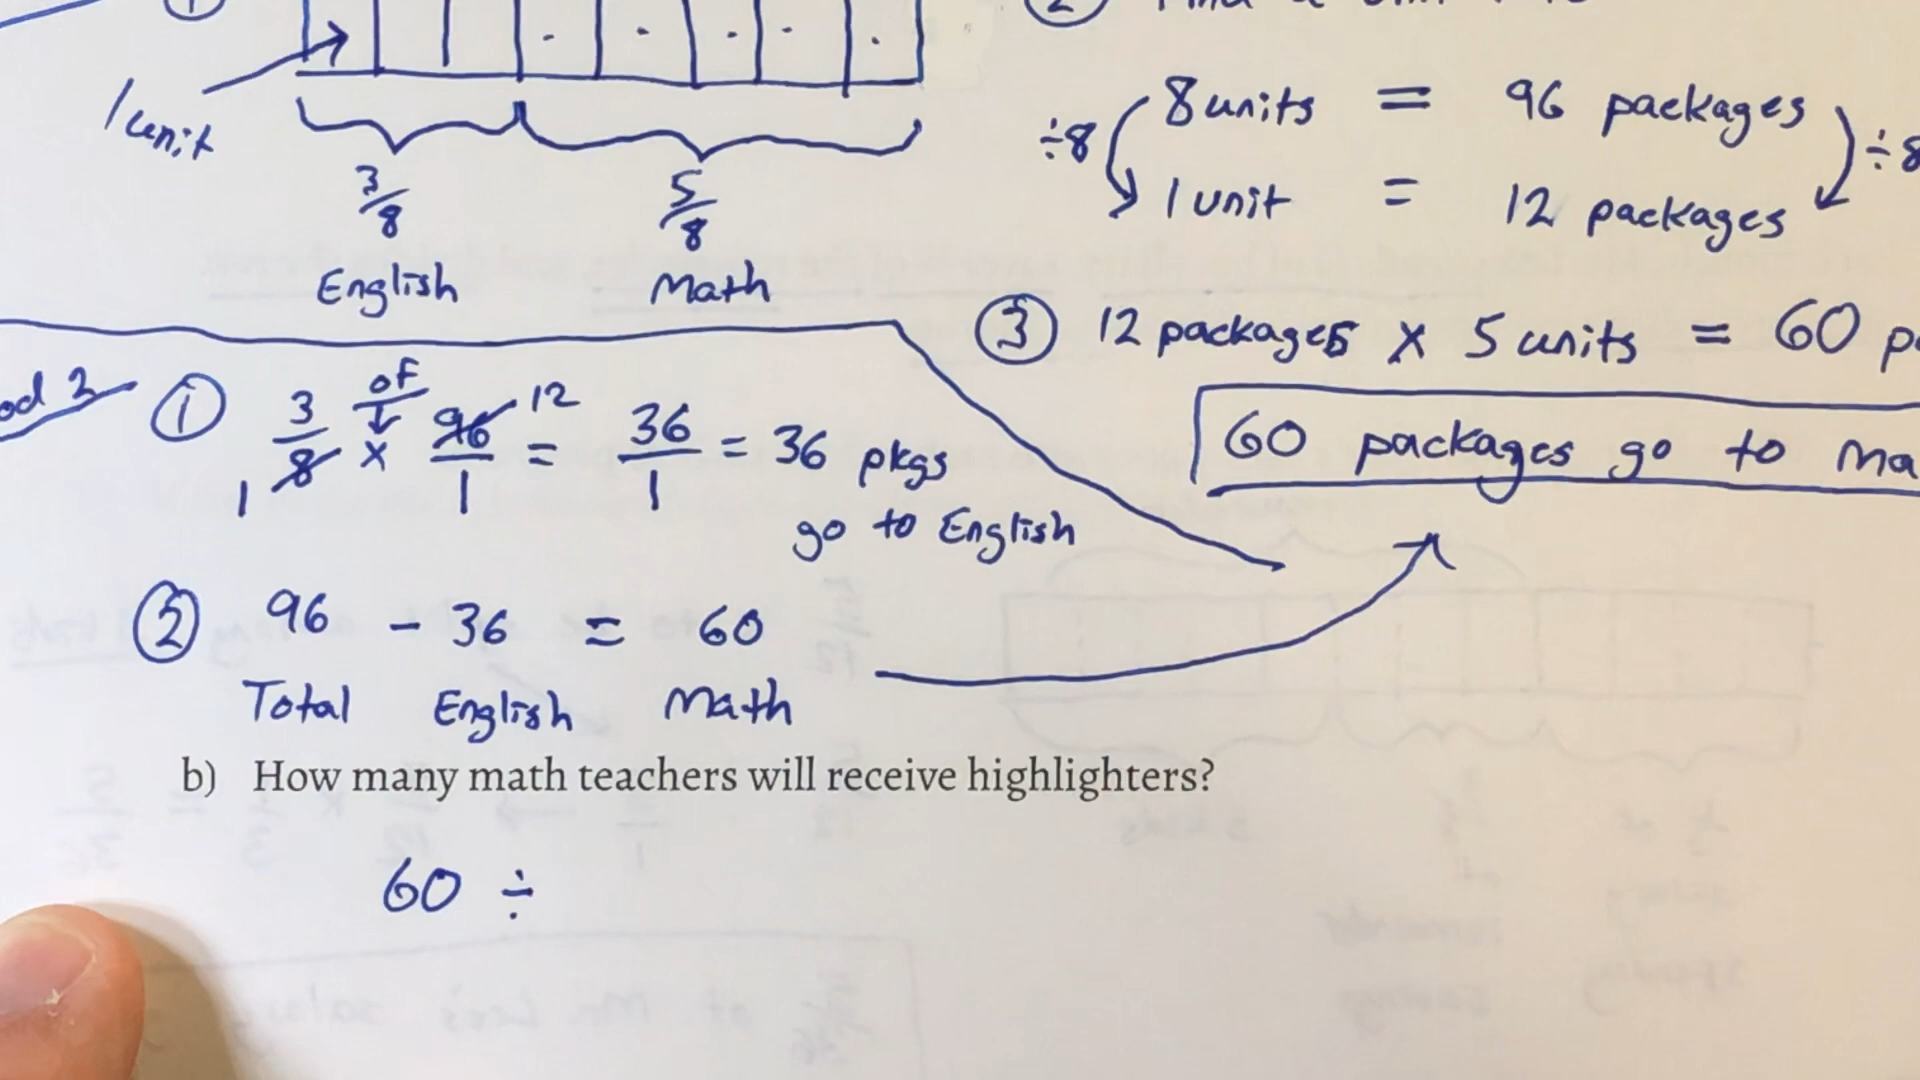 1 unit
3/8 5/8
English Math
8 units = 96 packages
÷8 ÷8
1 unit = 12 packages
③ 12 packages x 5 units = 60
60 packages go to
① 3/8 of x 96/1 12 = 36/1 = 36 pkgs
1
go to English
② 96 - 36 = 60
Total English Math
b) How many math teachers will receive highlighters?
60 ÷